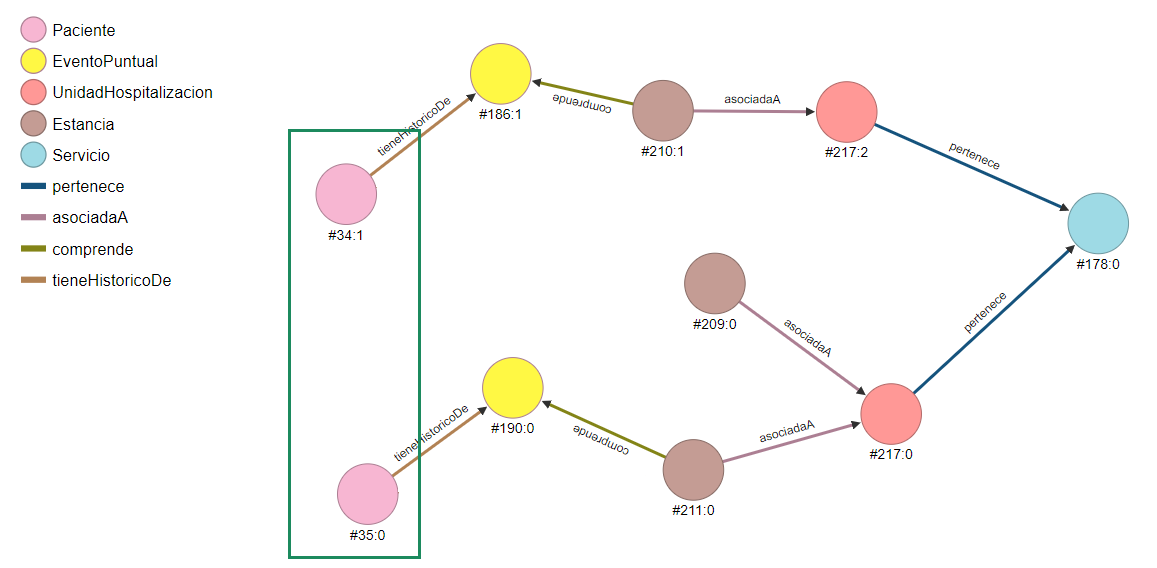 Paciente
EventoPuntual
UnidadHospitalizacion
Estancia
Servicio
pertenece
asociadaA
comprende
tieneHistoricoDe
tieneHistoricoDe
#186:1
comprende
#210:1
asociadaA
#217:2
pertenece
#178:0
#34:1
#209:0
asociadaA
pertenece
tieneHistoricoDe
#190:0
comprende
asociadaA
#217:0
#211:0
#35:0